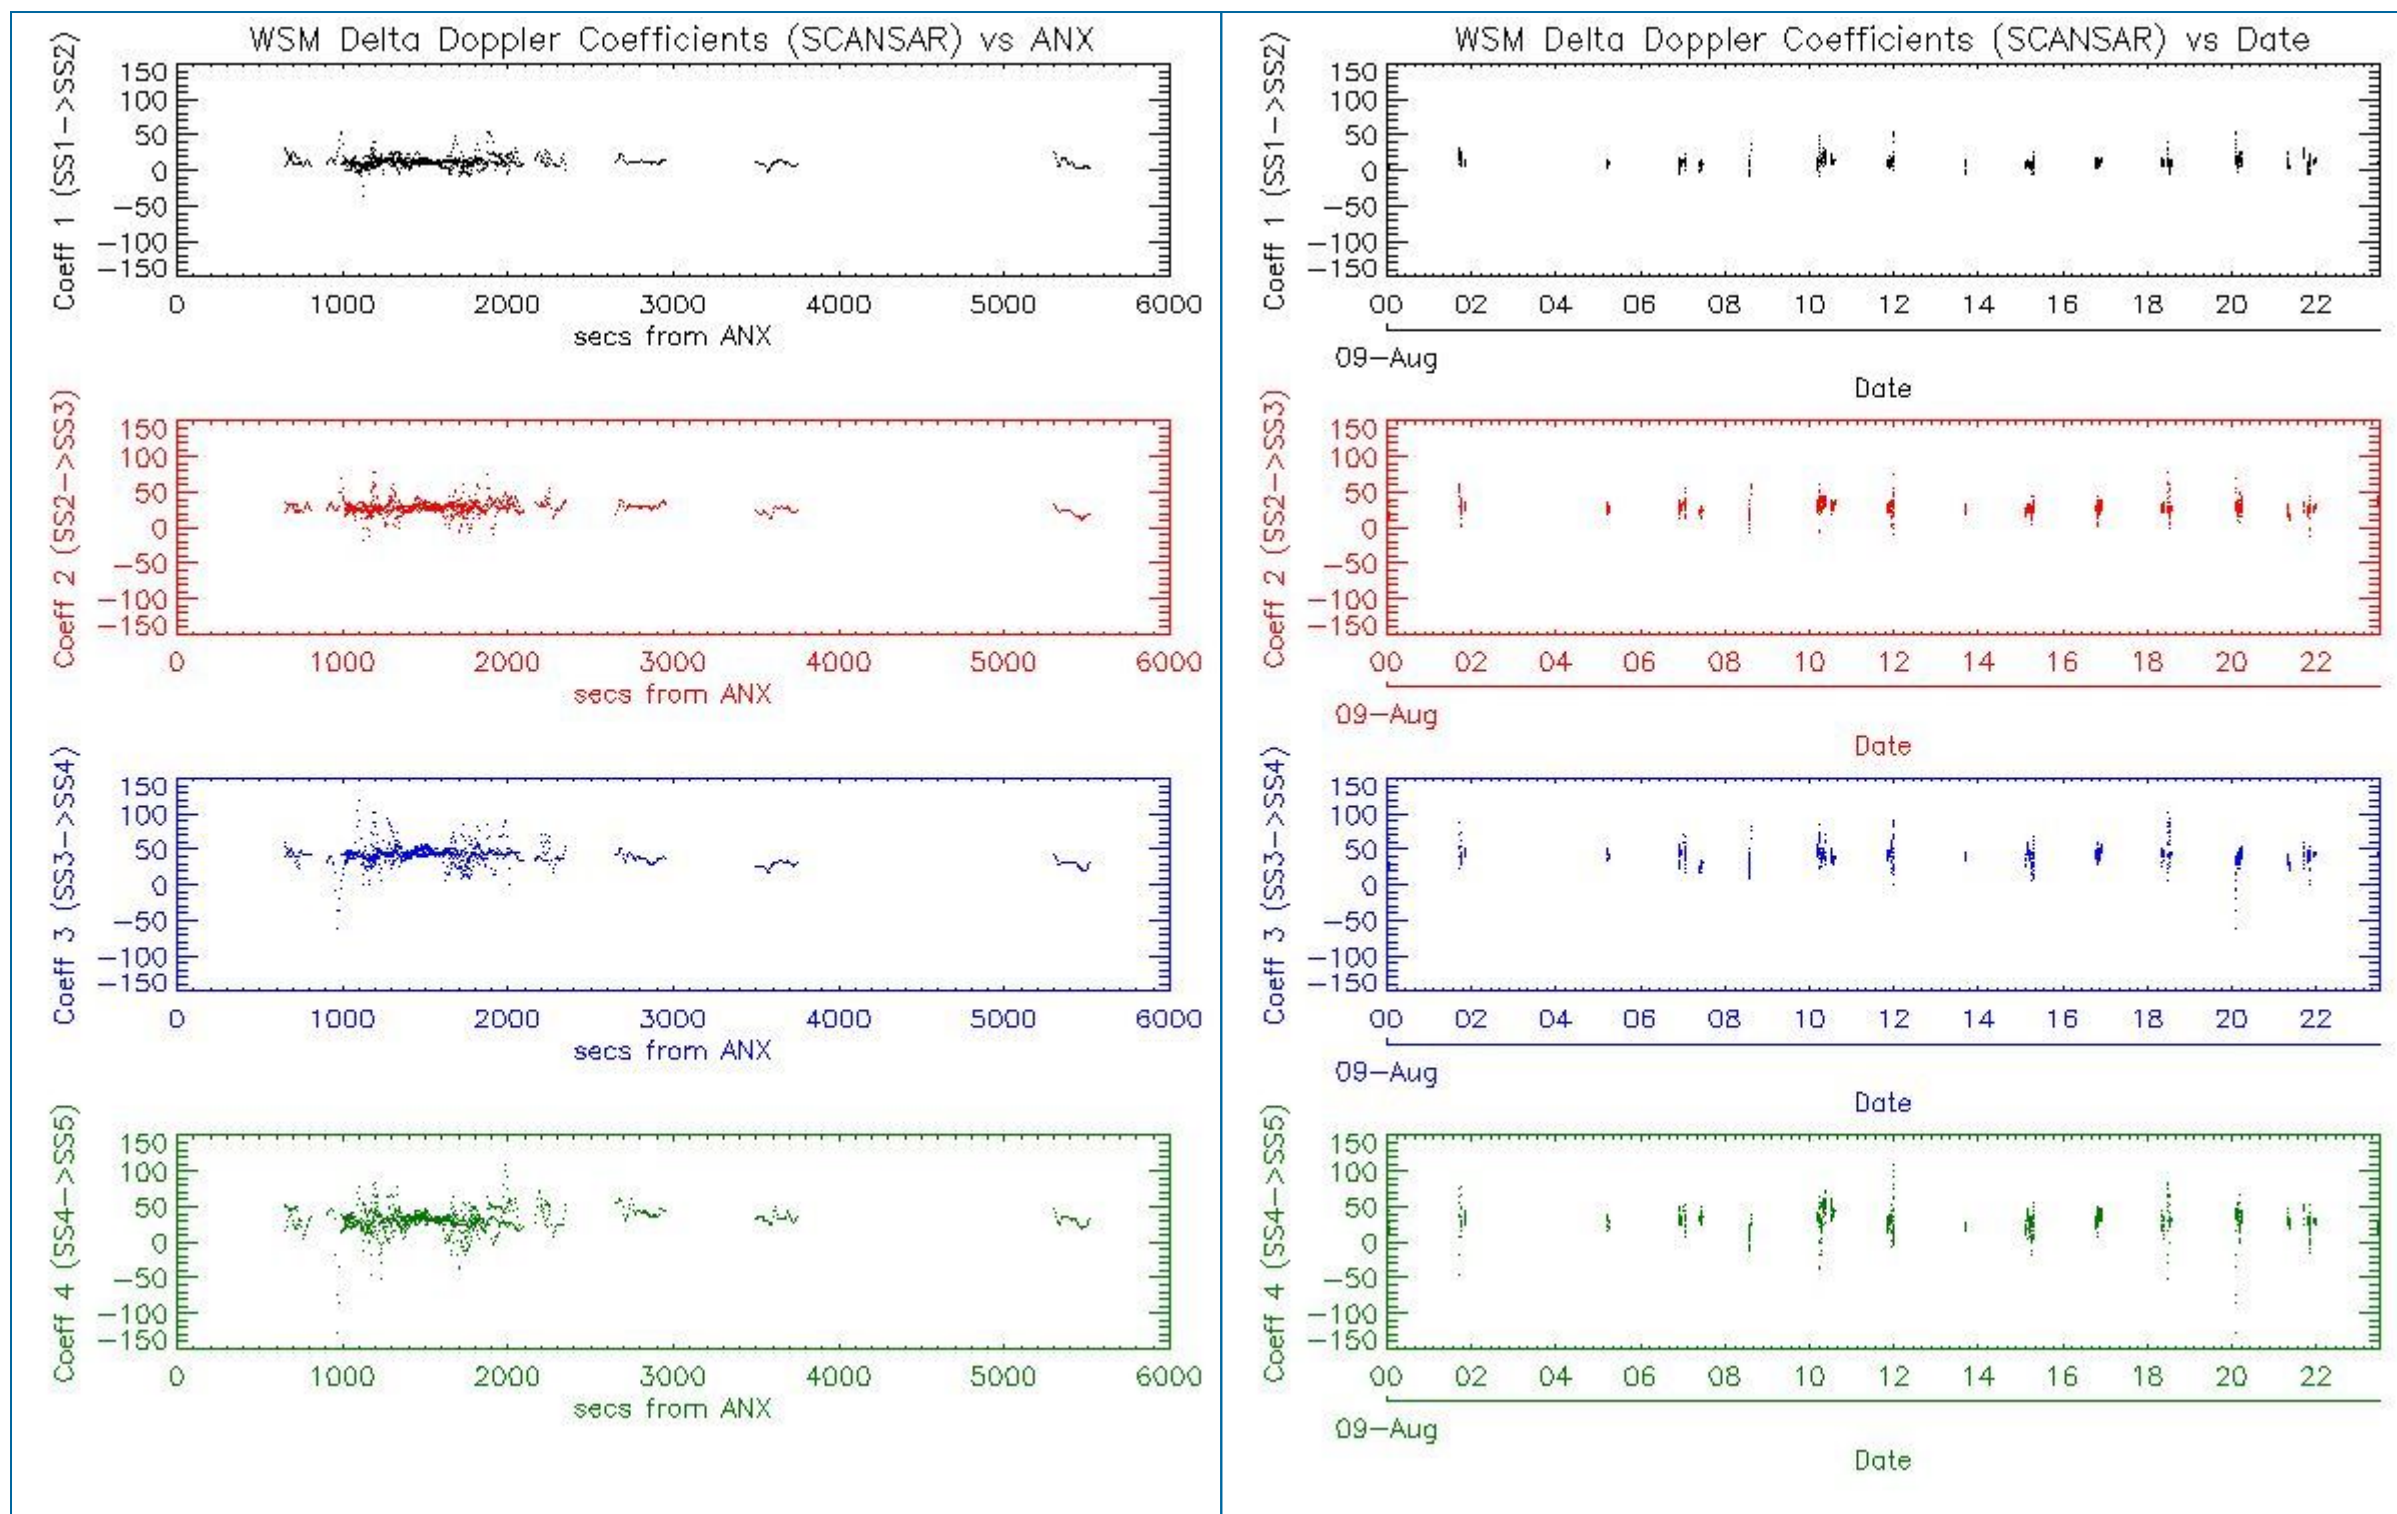 WSM Delta Doppler Coefficients (SCANSAR) vs ANX
Coeff 1 (SS1->SS2)
150
100
50
0
-50
-100
-150
0 1000 2000 3000 4000 5000 6000
secs from ANX
Coeff 2 (SS2->SS3)
150
100
50
0
-50
-100
-150
0 1000 2000 3000 4000 5000 6000
secs from ANX
Coeff 3 (SS3->SS4)
150
100
50
0
-50
-100
-150
0 1000 2000 3000 4000 5000 6000
secs from ANX
Coeff 4 (SS4->SS5)
150
100
50
0
-50
-100
-150
0 1000 2000 3000 4000 5000 6000
secs from ANX
WSM Delta Doppler Coefficients (SCANSAR) vs Date
Coeff 1 (SS1->SS2)
150
100
50
0
-50
-100
-150
00 02 04 06 08 10 12 14 16 18 20 22
09-Aug
Date
Coeff 2 (SS2->SS3)
150
100
50
0
-50
-100
-150
00 02 04 06 08 10 12 14 16 18 20 22
09-Aug
Date
Coeff 3 (SS3->SS4)
150
100
50
0
-50
-100
-150
00 02 04 06 08 10 12 14 16 18 20 22
09-Aug
Date
Coeff 4 (SS4->SS5)
150
100
50
0
-50
-100
-150
00 02 04 06 08 10 12 14 16 18 20 22
09-Aug
Date